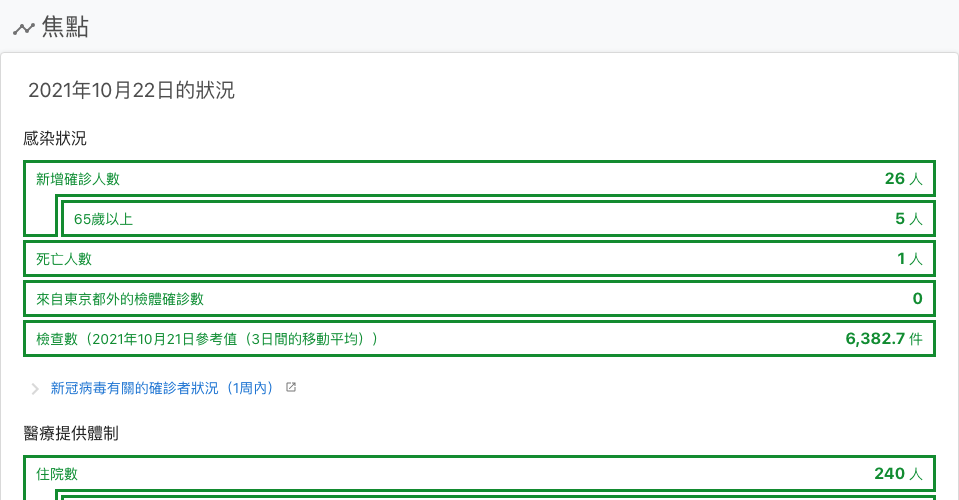 焦點
2021年10月22日的狀況
感染狀況
新增確診人數 26 人
65歲以上 5 人
死亡人數 1 人
來自東京都外的檢體確診數 0
檢查數（2021年10月21日參考值（3日間的移動平均）） 6,382.7 件
新冠病毒有關的確診者狀況（1周內）
醫療提供體制
住院數 240 人